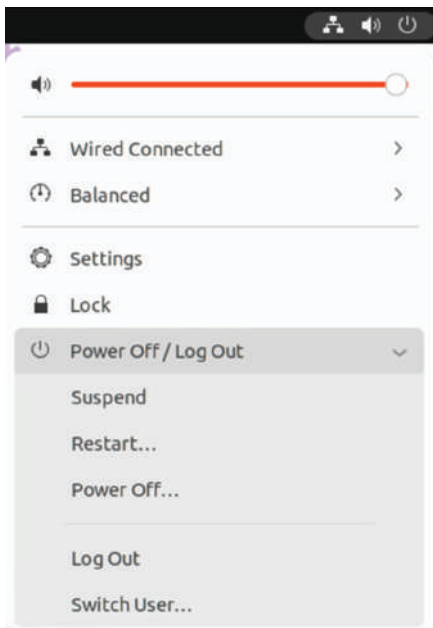 Wired Connected
Balanced
Settings
Lock
Power Off / Log Out
Suspend
Restart...
Power Off...
Log Out
Switch User...